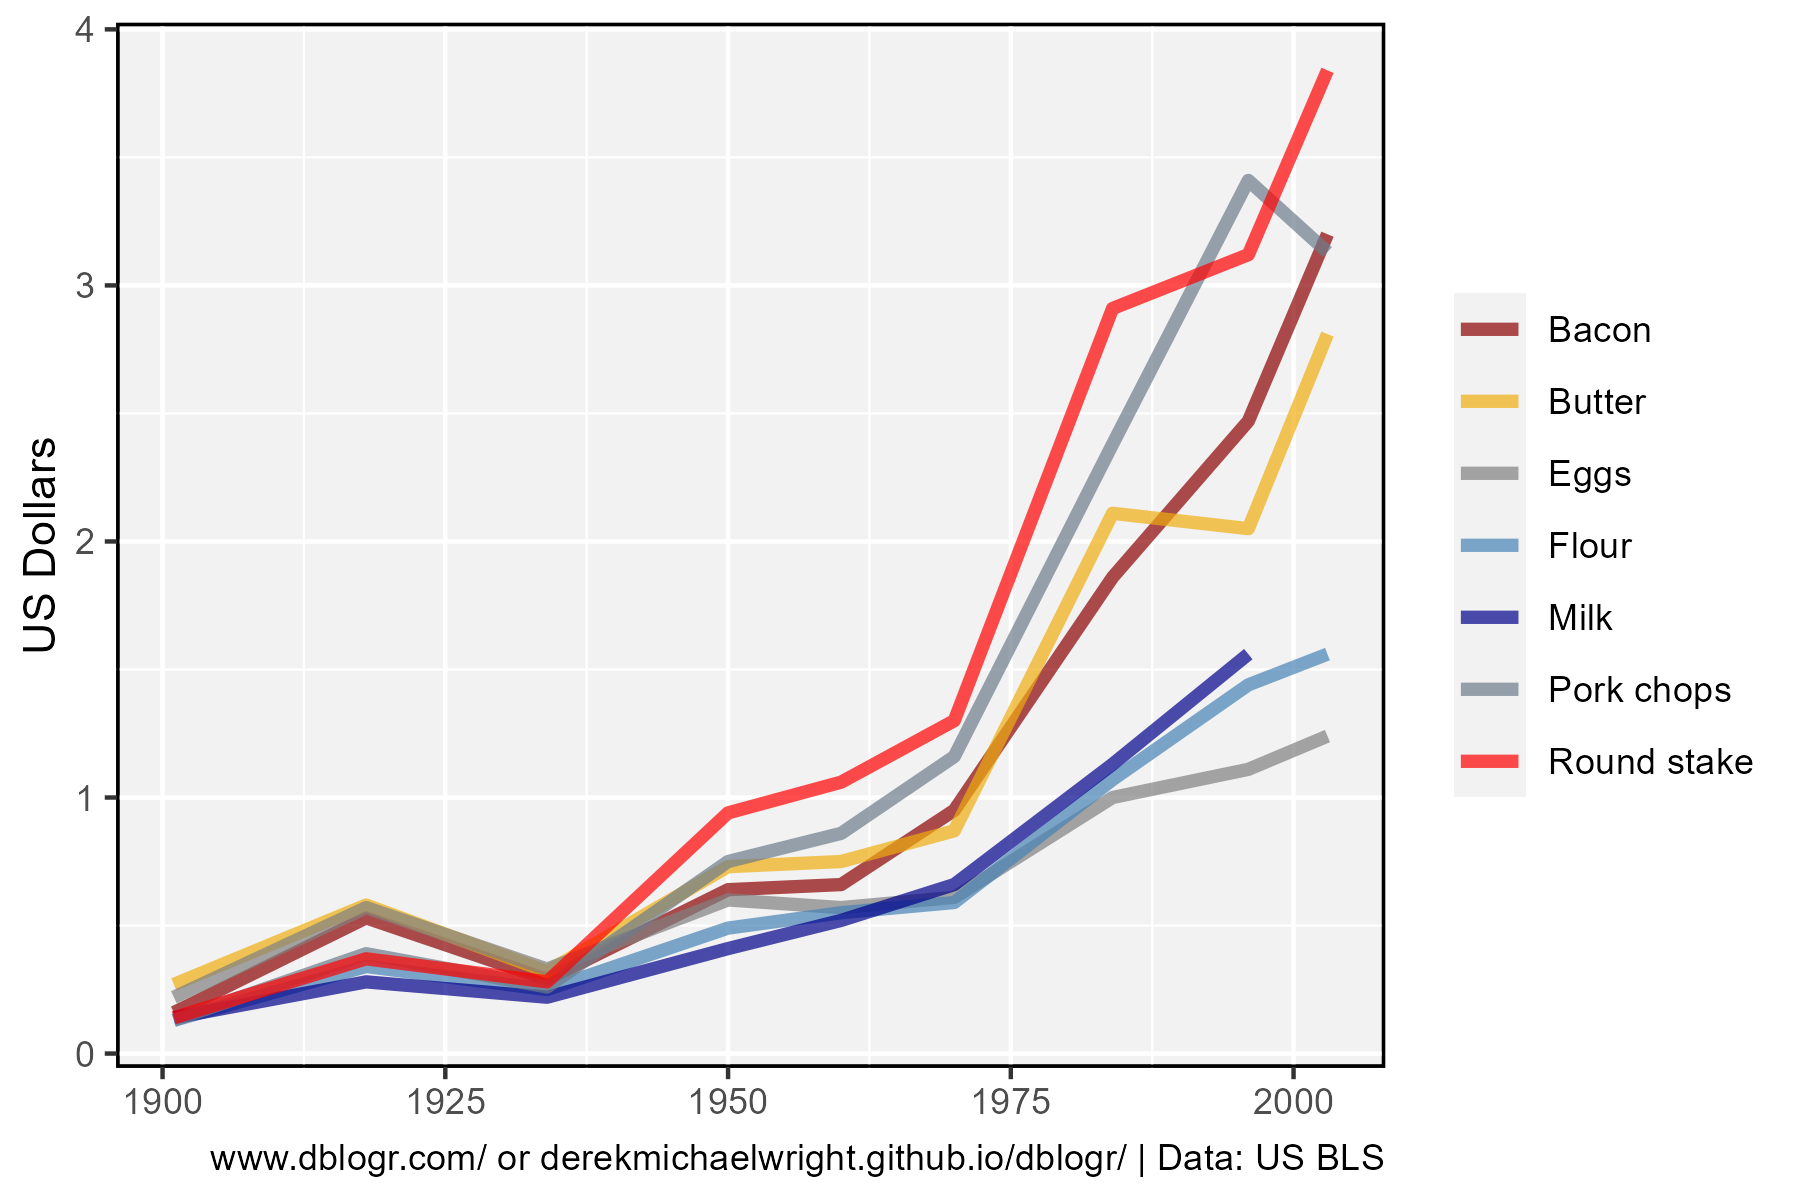 4
3
2
1
0
US Dollars
1900 1925 1950 1975 2000
www.dblogr.com/ or derekmichaelwright.github.io/dblogr/ | Data: US BLS
Bacon
Butter
Eggs
Flour
Milk
Pork chops
Round stake